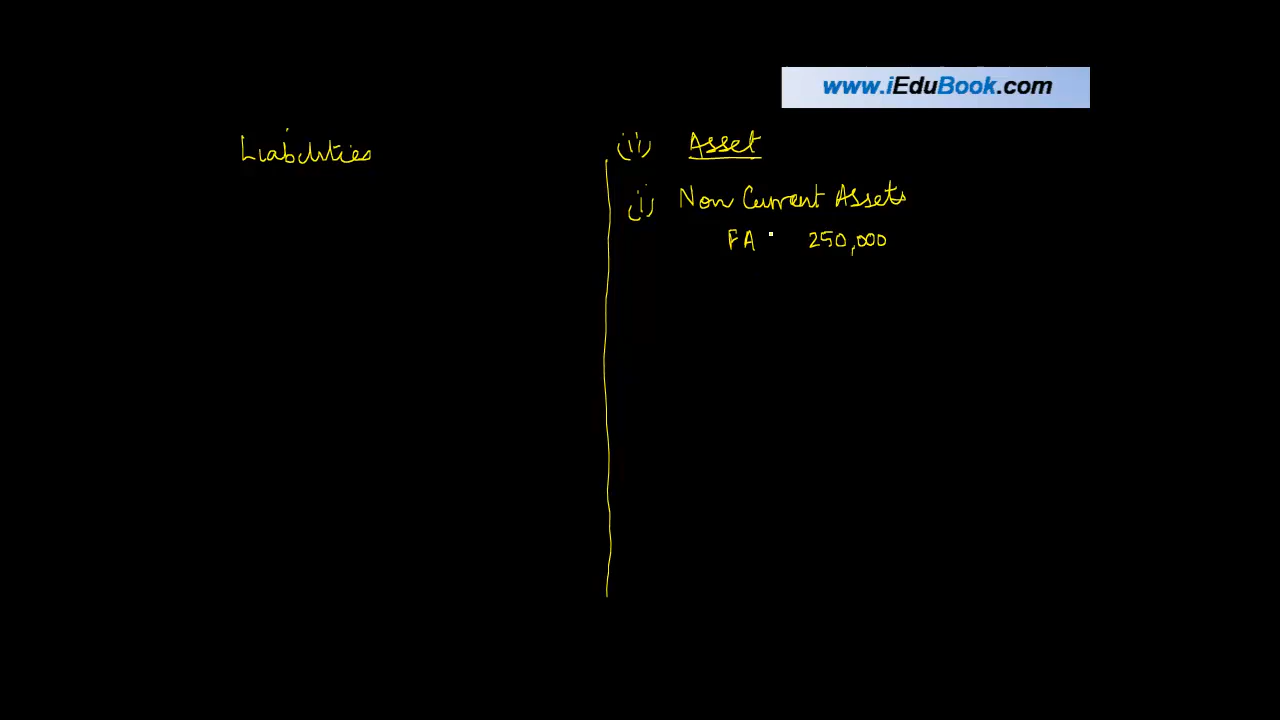 www.iEduBook.com
Liabilities
(ii) Asset
(i) Non Current Assets
FA 250,000